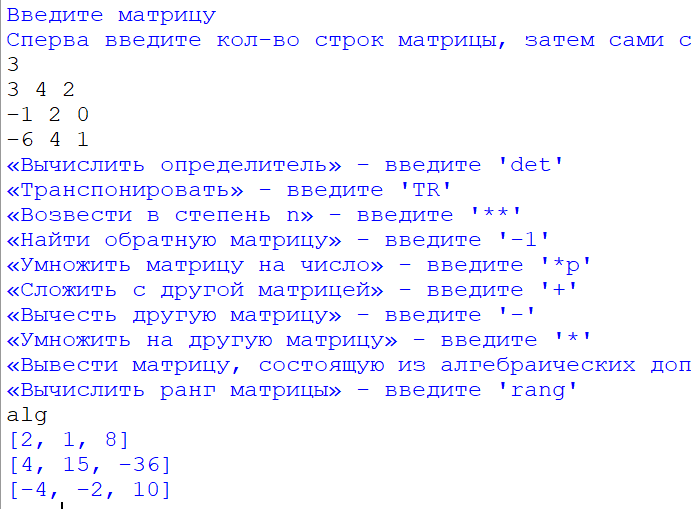 Введите матрицу
Сперва введите кол-во строк матрицы, затем сами с
3
3 4 2
-1 2 0
-6 4 1
«Вычислить определитель» - введите 'det'
«Транспонировать» - введите 'TR'
«Возвести в степень n» - введите '**'
«Найти обратную матрицу» - введите '-1'
«Умножить матрицу на число» - введите '*p'
«Сложить с другой матрицей» - введите '+'
«Вычесть другую матрицу» - введите '-'
«Умножить на другую матрицу» - введите '*'
«Вывести матрицу, состоящую из алгебраических доп
«Вычислить ранг матрицы» - введите 'rang'
alg
[2, 1, 8]
[4, 15, -36]
[-4, -2, 10]